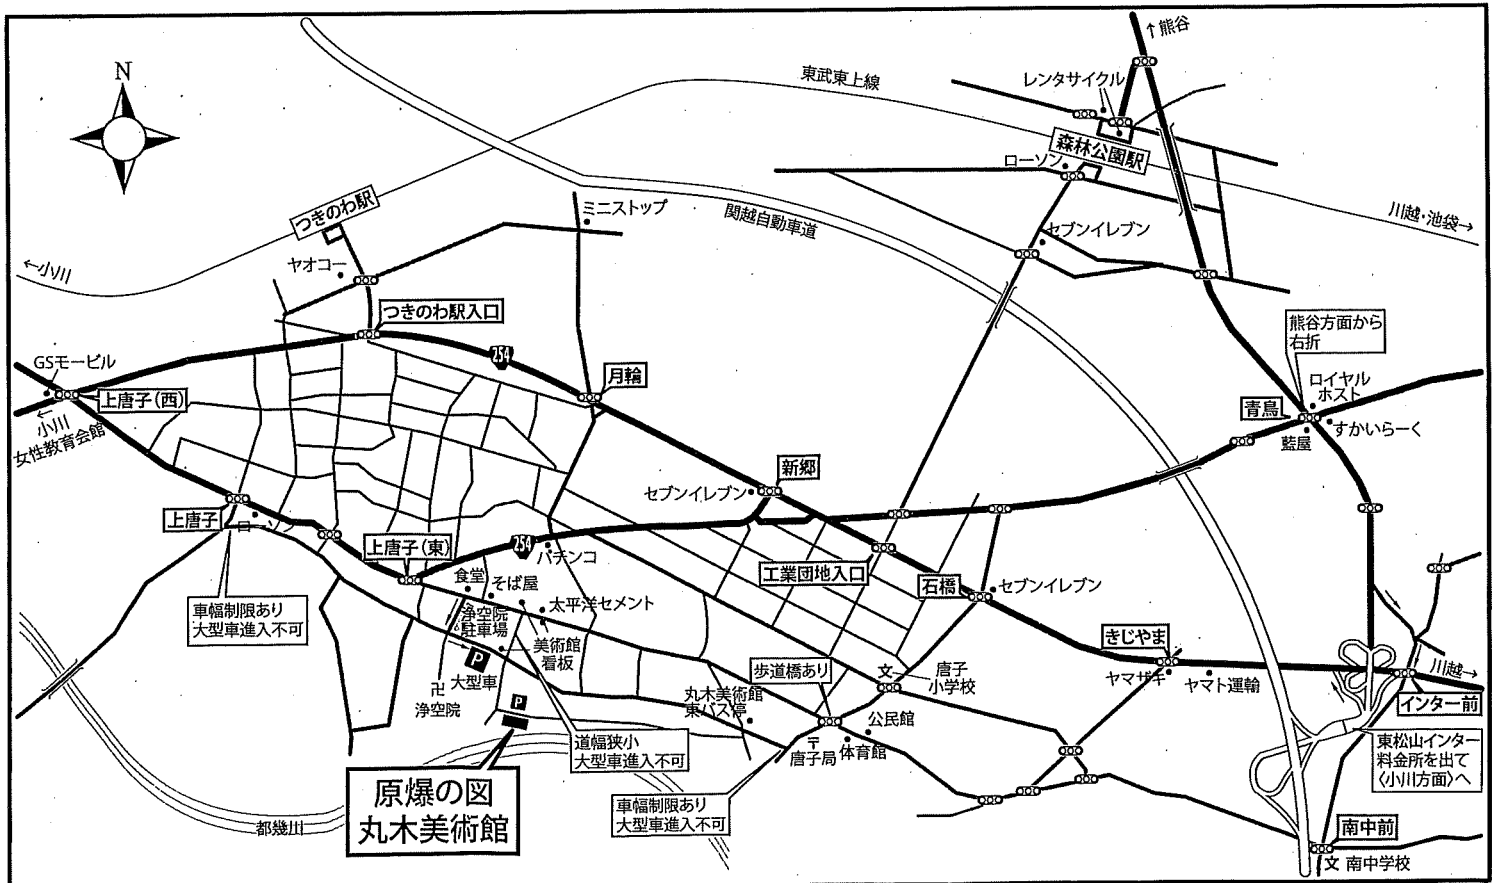 N
↑熊谷
レンタサイクル
東武東上線
森林公園駅
ローソン
川越・池袋→
つきのわ駅
ミニストップ
関越自動車道
セブンイレブン
←小川
ヤオコー
つきのわ駅入口
熊谷方面から
右折
GSモービル
254
月輪
ロイヤル
ホスト
上唐子(西)
青鳥
すかいらーく
藍屋
←
小川
女性教育会館
新郷
セブンイレブン
上唐子
上唐子(東)
254
パチンコ
工業団地入口
石橋
セブンイレブン
食堂
そば屋
太平洋セメント
車幅制限あり
大型車進入不可
浄空院
駐車場
美術館
看板
きじやま
P
大型車
歩道橋あり
文
唐子
小学校
ヤマザキ
ヤマト運輸
川越→
卍
浄空院
P
丸木美術館
東バス停
公民館
インター前
道幅狭小
大型車進入不可
〒
唐子局
体育館
東松山インター
料金所を出て
〈小川方面〉へ
原爆の図
丸木美術館
車幅制限あり
大型車進入不可
都幾川
南中前
文 南中学校